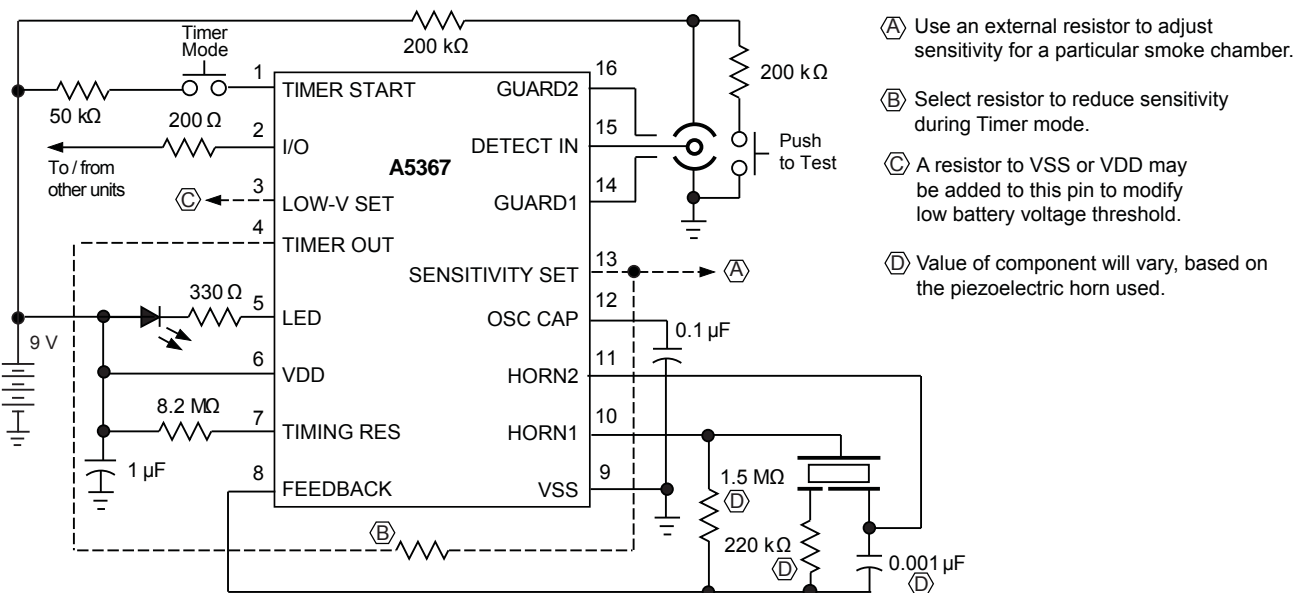 200 kΩ
Timer
Mode
50 kΩ
200 Ω
To / from
other units
C
1
TIMER START
2
I/O
3
LOW-V SET
4
TIMER OUT
5
LED
6
VDD
7
TIMING RES
8
FEEDBACK
A5367
16
GUARD2
15
DETECT IN
14
GUARD1
13
SENSITIVITY SET
12
OSC CAP
11
HORN2
10
HORN1
9
VSS
330 Ω
9 V
8.2 MΩ
1 µF
B
200 kΩ
Push
to Test
A
0.1 µF
1.5 MΩ
D
220 kΩ
D
0.001 µF
D
A Use an external resistor to adjust
sensitivity for a particular smoke chamber.
B Select resistor to reduce sensitivity
during Timer mode.
C A resistor to VSS or VDD may
be added to this pin to modify
low battery voltage threshold.
D Value of component will vary, based on
the piezoelectric horn used.